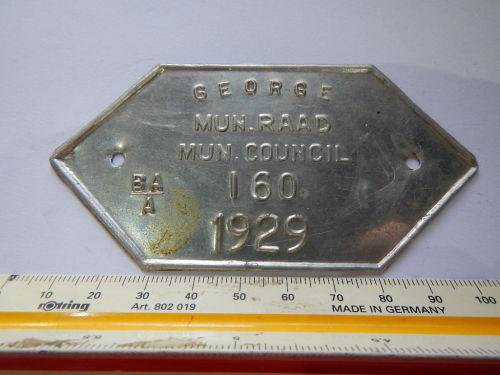 GEORGE
MUN. RAAD
MUN. COUNCIL
BA
A
160.
1929
10 20 30 40 50 60 70 80 90 100
rotring Art. 802 019 MADE IN GERMANY